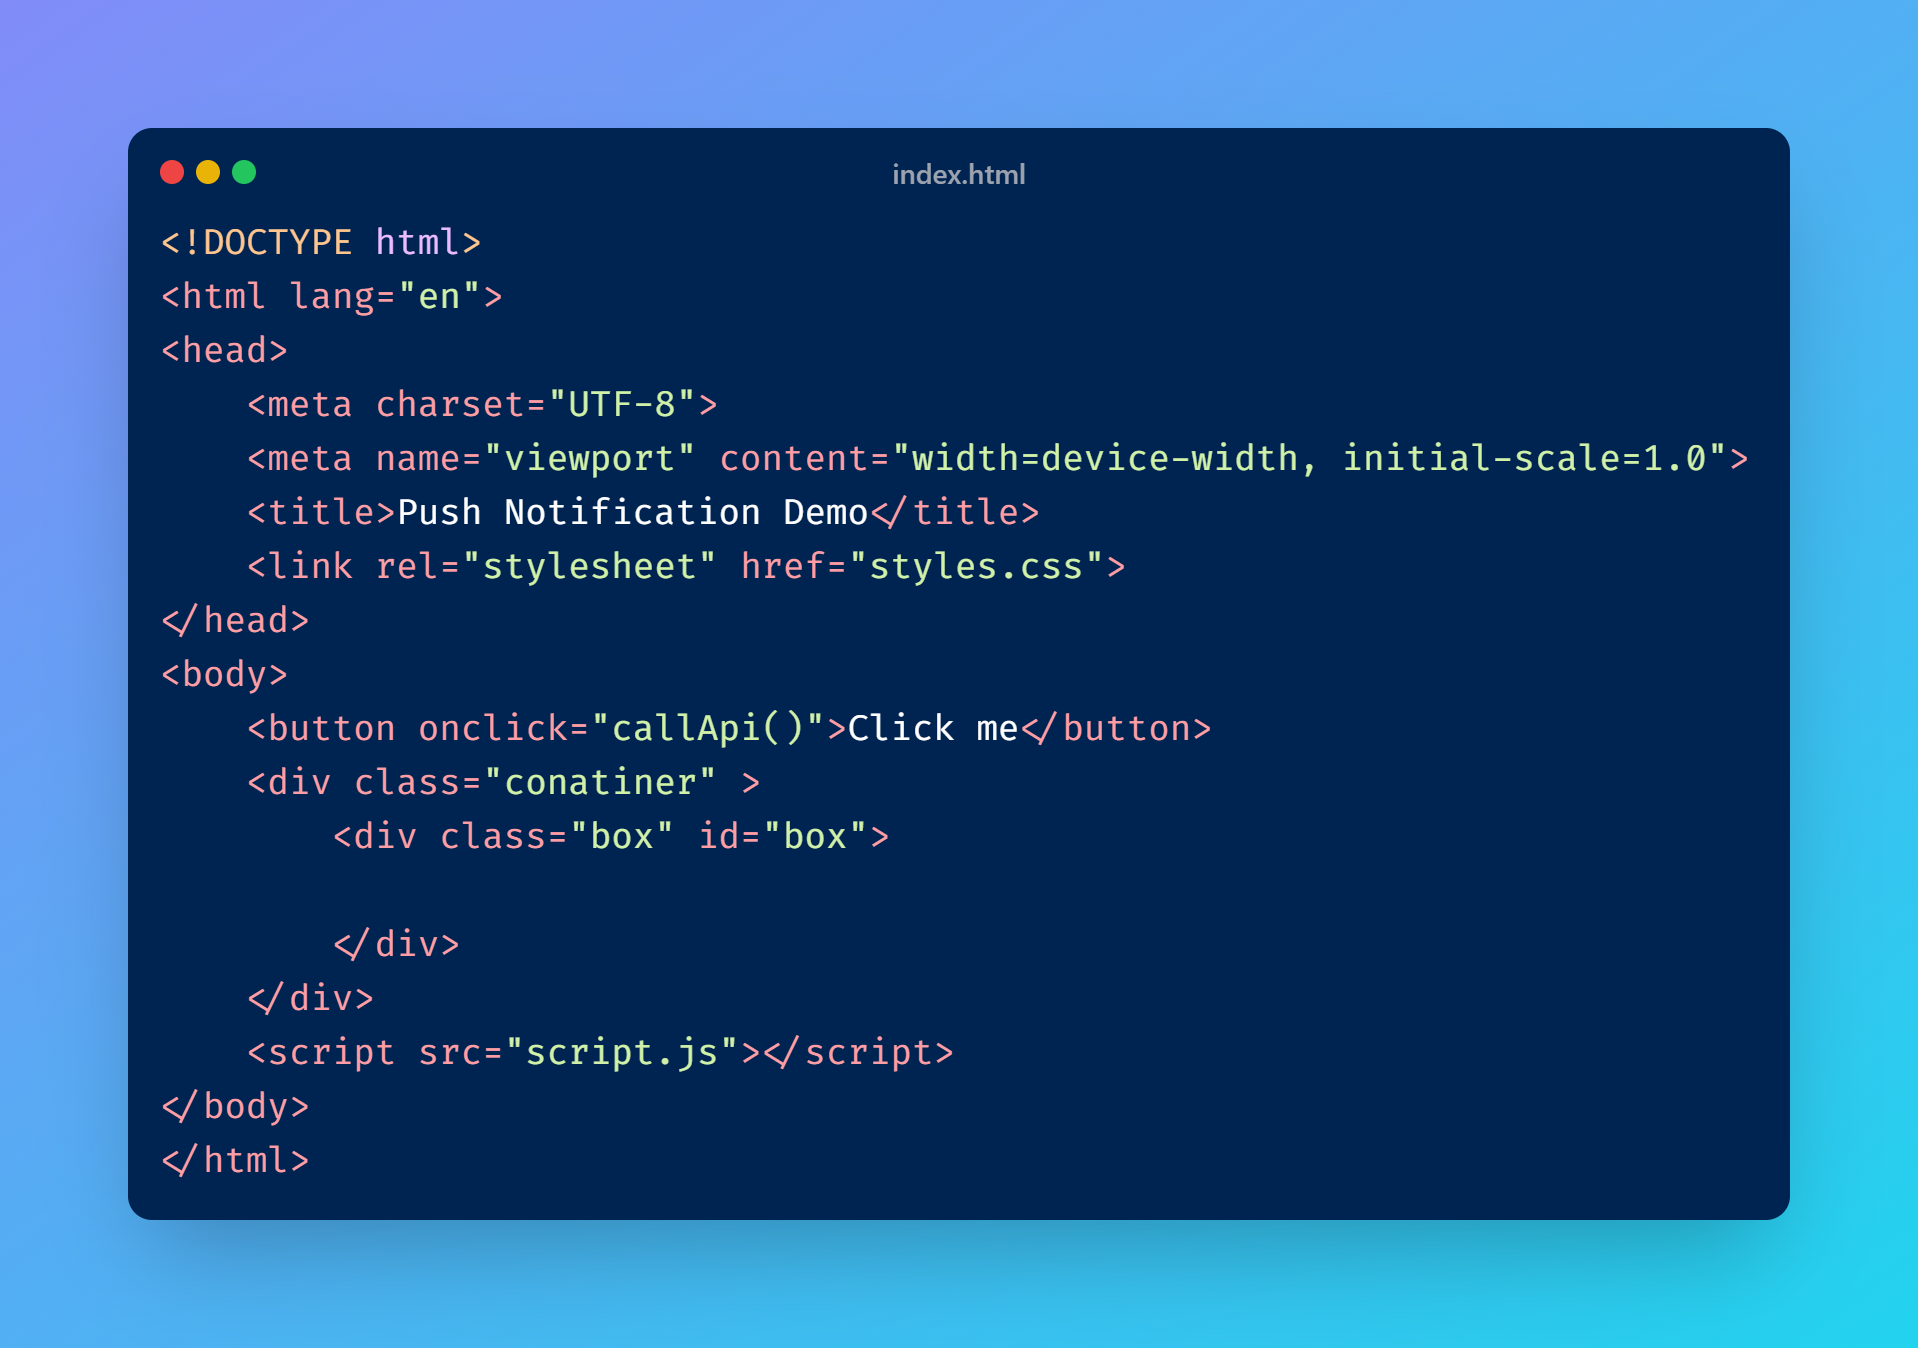 index.html
<!DOCTYPE html>
<html lang="en">
<head>
    <meta charset="UTF-8">
    <meta name="viewport" content="width=device-width, initial-scale=1.0">
    <title>Push Notification Demo</title>
    <link rel="stylesheet" href="styles.css">
</head>
<body>
    <button onclick="callApi()">Click me</button>
    <div class="conatiner" >
        <div class="box" id="box">

        </div>
    </div>
    <script src="script.js"></script>
</body>
</html>